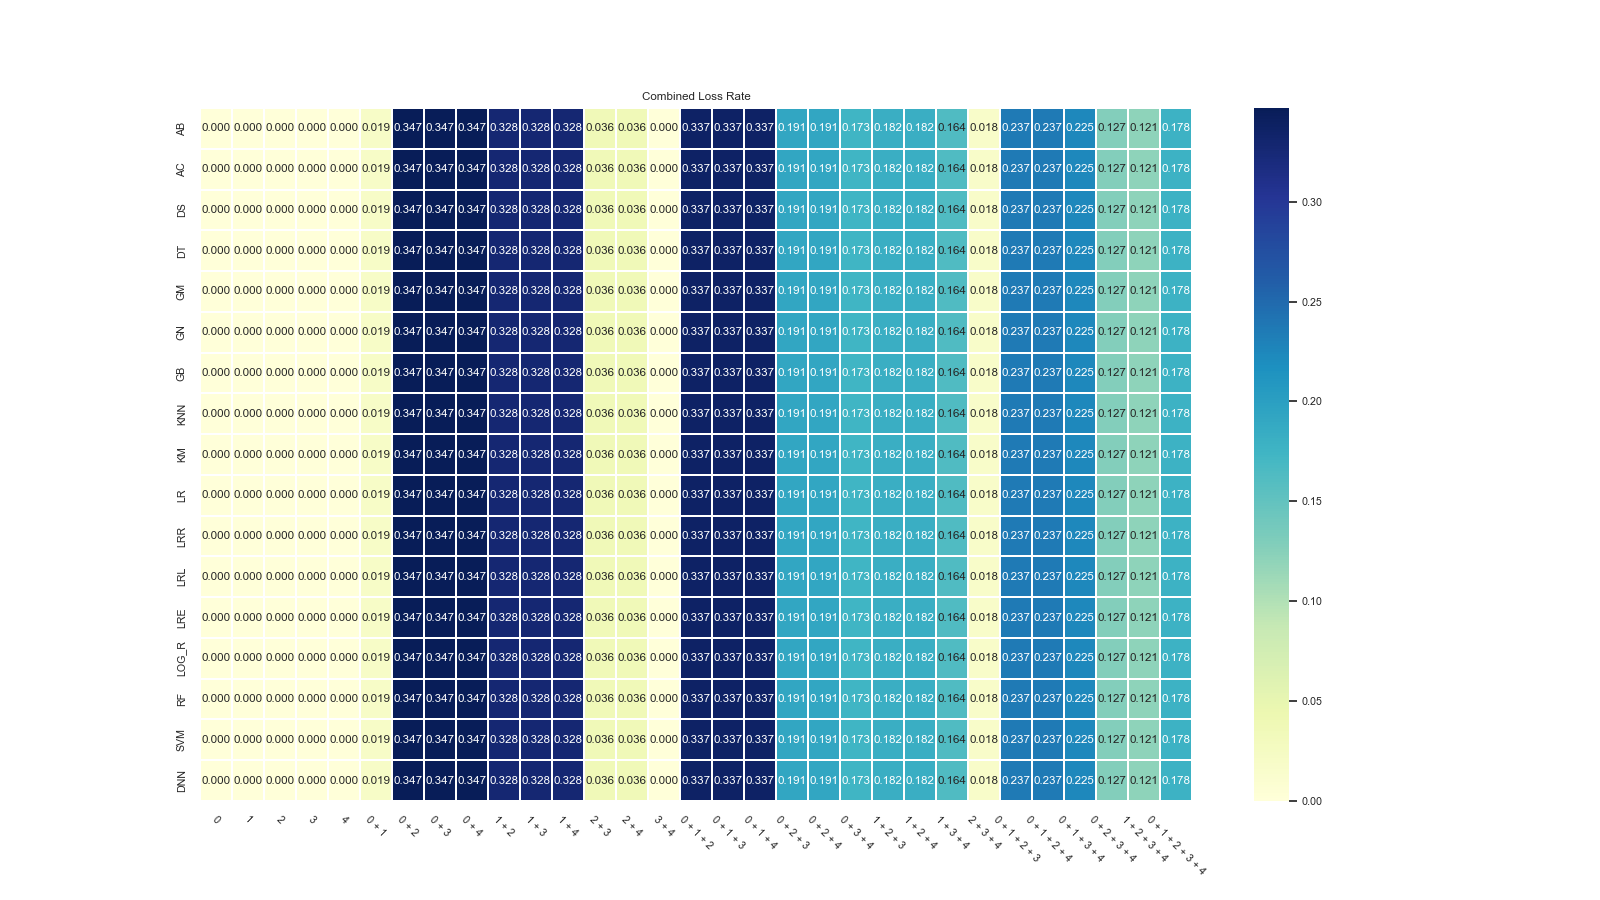 Combined Loss Rate
AB 0.000 0.000 0.000 0.000 0.000 0.019 0.347 0.347 0.347 0.328 0.328 0.328 0.036 0.036 0.000 0.337 0.337 0.337 0.191 0.191 0.173 0.182 0.182 0.164 0.018 0.237 0.237 0.225 0.127 0.121 0.178
AC 0.000 0.000 0.000 0.000 0.000 0.019 0.347 0.347 0.347 0.328 0.328 0.328 0.036 0.036 0.000 0.337 0.337 0.337 0.191 0.191 0.173 0.182 0.182 0.164 0.018 0.237 0.237 0.225 0.127 0.121 0.178
DS 0.000 0.000 0.000 0.000 0.000 0.019 0.347 0.347 0.347 0.328 0.328 0.328 0.036 0.036 0.000 0.337 0.337 0.337 0.191 0.191 0.173 0.182 0.182 0.164 0.018 0.237 0.237 0.225 0.127 0.121 0.178
DT 0.000 0.000 0.000 0.000 0.000 0.019 0.347 0.347 0.347 0.328 0.328 0.328 0.036 0.036 0.000 0.337 0.337 0.337 0.191 0.191 0.173 0.182 0.182 0.164 0.018 0.237 0.237 0.225 0.127 0.121 0.178
GM 0.000 0.000 0.000 0.000 0.000 0.019 0.347 0.347 0.347 0.328 0.328 0.328 0.036 0.036 0.000 0.337 0.337 0.337 0.191 0.191 0.173 0.182 0.182 0.164 0.018 0.237 0.237 0.225 0.127 0.121 0.178
GN 0.000 0.000 0.000 0.000 0.000 0.019 0.347 0.347 0.347 0.328 0.328 0.328 0.036 0.036 0.000 0.337 0.337 0.337 0.191 0.191 0.173 0.182 0.182 0.164 0.018 0.237 0.237 0.225 0.127 0.121 0.178
GB 0.000 0.000 0.000 0.000 0.000 0.019 0.347 0.347 0.347 0.328 0.328 0.328 0.036 0.036 0.000 0.337 0.337 0.337 0.191 0.191 0.173 0.182 0.182 0.164 0.018 0.237 0.237 0.225 0.127 0.121 0.178
KNN 0.000 0.000 0.000 0.000 0.000 0.019 0.347 0.347 0.347 0.328 0.328 0.328 0.036 0.036 0.000 0.337 0.337 0.337 0.191 0.191 0.173 0.182 0.182 0.164 0.018 0.237 0.237 0.225 0.127 0.121 0.178
KM 0.000 0.000 0.000 0.000 0.000 0.019 0.347 0.347 0.347 0.328 0.328 0.328 0.036 0.036 0.000 0.337 0.337 0.337 0.191 0.191 0.173 0.182 0.182 0.164 0.018 0.237 0.237 0.225 0.127 0.121 0.178
LR 0.000 0.000 0.000 0.000 0.000 0.019 0.347 0.347 0.347 0.328 0.328 0.328 0.036 0.036 0.000 0.337 0.337 0.337 0.191 0.191 0.173 0.182 0.182 0.164 0.018 0.237 0.237 0.225 0.127 0.121 0.178
LRR 0.000 0.000 0.000 0.000 0.000 0.019 0.347 0.347 0.347 0.328 0.328 0.328 0.036 0.036 0.000 0.337 0.337 0.337 0.191 0.191 0.173 0.182 0.182 0.164 0.018 0.237 0.237 0.225 0.127 0.121 0.178
LRL 0.000 0.000 0.000 0.000 0.000 0.019 0.347 0.347 0.347 0.328 0.328 0.328 0.036 0.036 0.000 0.337 0.337 0.337 0.191 0.191 0.173 0.182 0.182 0.164 0.018 0.237 0.237 0.225 0.127 0.121 0.178
LRE 0.000 0.000 0.000 0.000 0.000 0.019 0.347 0.347 0.347 0.328 0.328 0.328 0.036 0.036 0.000 0.337 0.337 0.337 0.191 0.191 0.173 0.182 0.182 0.164 0.018 0.237 0.237 0.225 0.127 0.121 0.178
LOG_R 0.000 0.000 0.000 0.000 0.000 0.019 0.347 0.347 0.347 0.328 0.328 0.328 0.036 0.036 0.000 0.337 0.337 0.337 0.191 0.191 0.173 0.182 0.182 0.164 0.018 0.237 0.237 0.225 0.127 0.121 0.178
RF 0.000 0.000 0.000 0.000 0.000 0.019 0.347 0.347 0.347 0.328 0.328 0.328 0.036 0.036 0.000 0.337 0.337 0.337 0.191 0.191 0.173 0.182 0.182 0.164 0.018 0.237 0.237 0.225 0.127 0.121 0.178
SVM 0.000 0.000 0.000 0.000 0.000 0.019 0.347 0.347 0.347 0.328 0.328 0.328 0.036 0.036 0.000 0.337 0.337 0.337 0.191 0.191 0.173 0.182 0.182 0.164 0.018 0.237 0.237 0.225 0.127 0.121 0.178
DNN 0.000 0.000 0.000 0.000 0.000 0.019 0.347 0.347 0.347 0.328 0.328 0.328 0.036 0.036 0.000 0.337 0.337 0.337 0.191 0.191 0.173 0.182 0.182 0.164 0.018 0.237 0.237 0.225 0.127 0.121 0.178
0
1
2
3
4
0 + 1
0 + 2
0 + 3
0 + 4
1 + 2
1 + 3
1 + 4
2 + 3
2 + 4
3 + 4
0 + 1 + 2
0 + 1 + 3
0 + 1 + 4
0 + 2 + 3
0 + 2 + 4
0 + 3 + 4
1 + 2 + 3
1 + 2 + 4
1 + 3 + 4
2 + 3 + 4
0 + 1 + 2 + 3
0 + 1 + 2 + 4
0 + 1 + 3 + 4
0 + 2 + 3 + 4
1 + 2 + 3 + 4
0 + 1 + 2 + 3 + 4
0.30
0.25
0.20
0.15
0.10
0.05
0.00